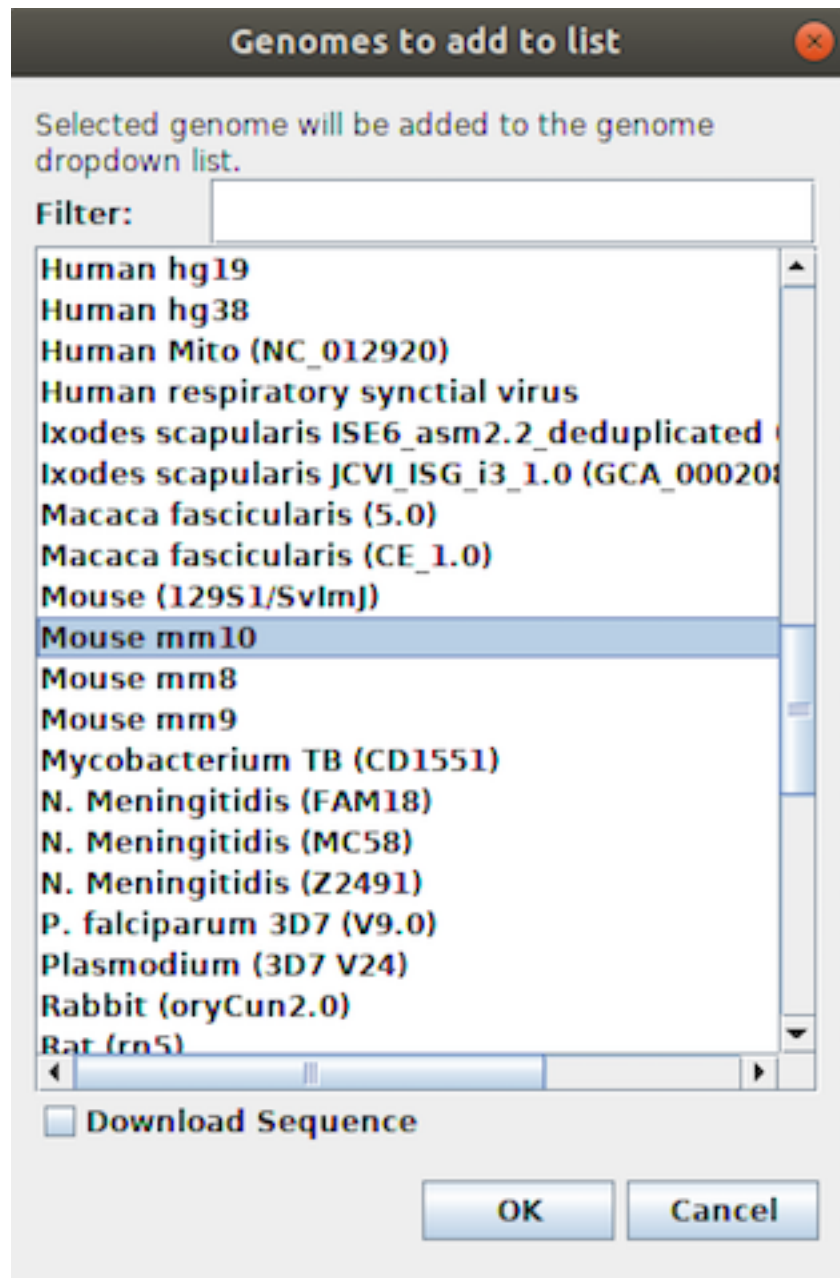 Genomes to add to list
Selected genome will be added to the genome
dropdown list.
Filter:
Human hg19
Human hg38
Human Mito (NC_012920)
Human respiratory synctial virus
Ixodes scapularis ISE6_asm2.2_deduplicated (
Ixodes scapularis JCVI_ISG_i3_1.0 (GCA_000208
Macaca fascicularis (5.0)
Macaca fascicularis (CE_1.0)
Mouse (129S1/SvImJ)
Mouse mm10
Mouse mm8
Mouse mm9
Mycobacterium TB (CD1551)
N. Meningitidis (FAM18)
N. Meningitidis (MC58)
N. Meningitidis (Z2491)
P. falciparum 3D7 (V9.0)
Plasmodium (3D7 V24)
Rabbit (oryCun2.0)
Rat (rn5)
Download Sequence
OK Cancel